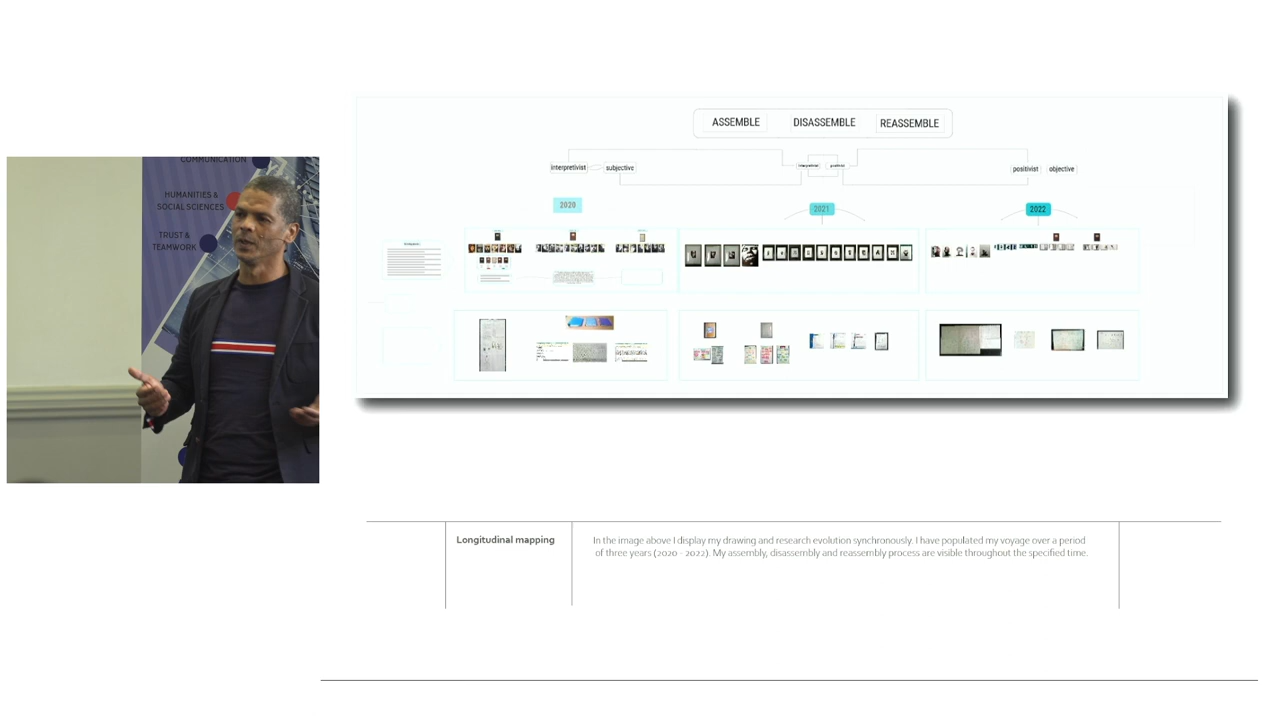 COMMUNICATION
HUMANITIES &
SOCIAL SCIENCES
TRUST &
TEAMWORK
ASSEMBLE DISASSEMBLE REASSEMBLE
interpretivist subjective
interpretivist positivist
positivist objective
2020
2021
2022
Longitudinal mapping
In the image above I display my drawing and research evolution synchronously. I have populated my voyage over a period
of three years (2020 - 2022). My assembly, disassembly and reassembly process are visible throughout the specified time.